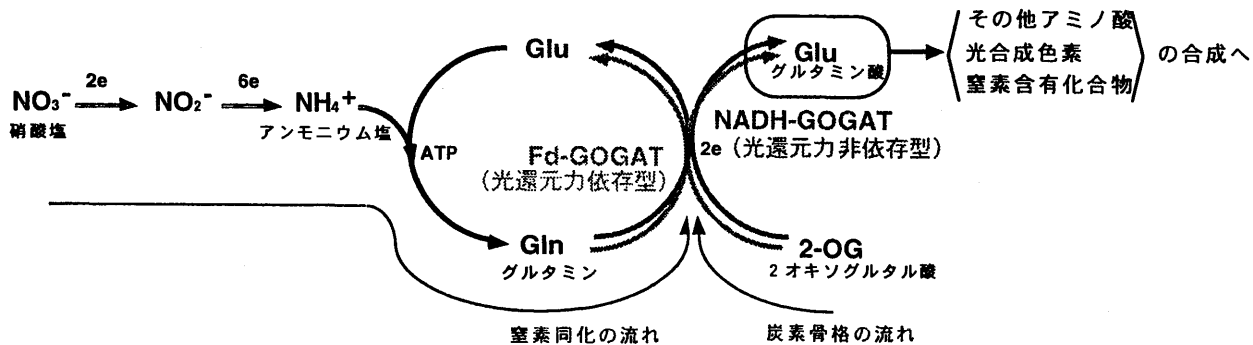 NO₃⁻
硝酸塩
2e
NO₂⁻
6e
NH₄⁺
アンモニウム塩
ATP
Glu
Gln
グルタミン
Fd-GOGAT
(光還元力依存型)
Glu
グルタミン酸
NADH-GOGAT
2e (光還元力非依存型)
2-OG
2オキソグルタル酸
その他アミノ酸
光合成色素
窒素含有化合物
の合成へ
窒素同化の流れ
炭素骨格の流れ